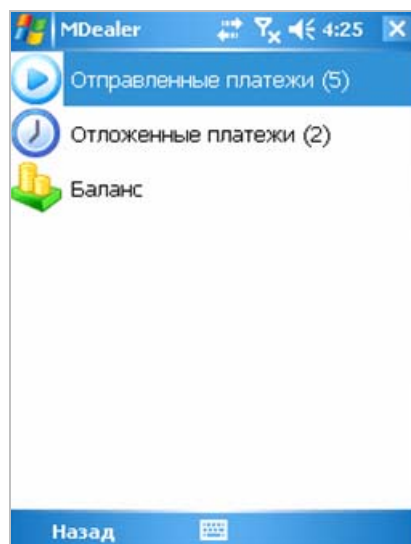 MDealer 4:25
Отправленные платежи (5)
Отложенные платежи (2)
Баланс
Назад